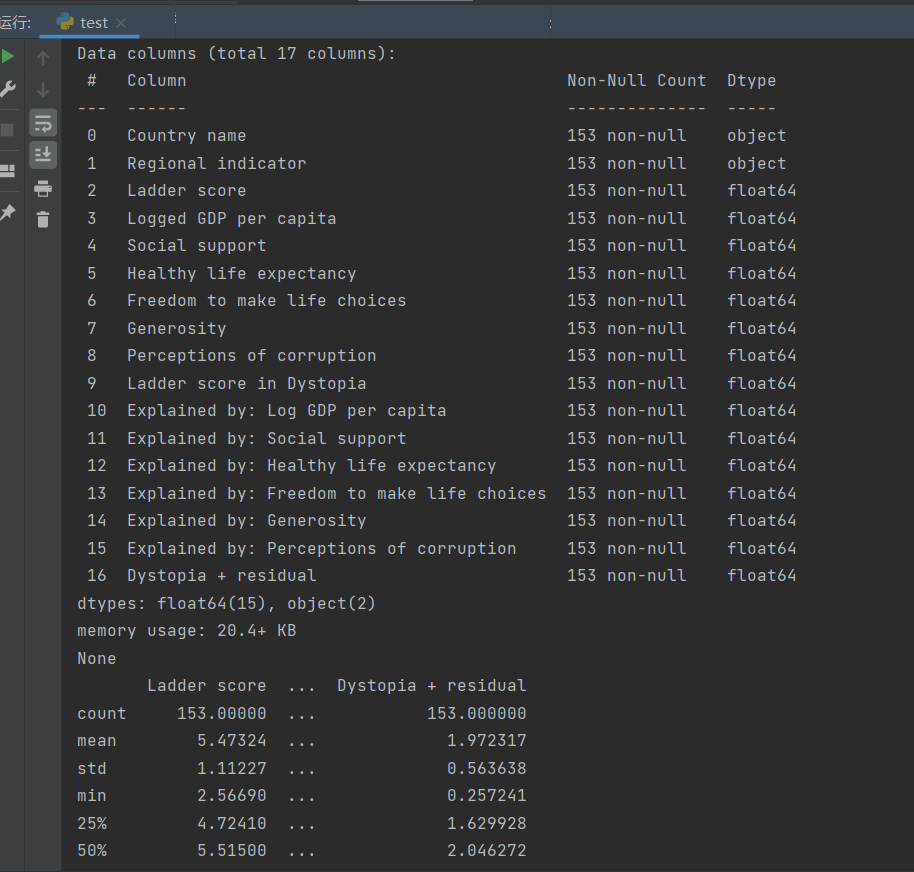 运行: test ×
Data columns (total 17 columns):
 #   Column                                     Non-Null Count  Dtype
---  ------                                     --------------  -----
 0   Country name                               153 non-null    object
 1   Regional indicator                         153 non-null    object
 2   Ladder score                               153 non-null    float64
 3   Logged GDP per capita                      153 non-null    float64
 4   Social support                             153 non-null    float64
 5   Healthy life expectancy                    153 non-null    float64
 6   Freedom to make life choices               153 non-null    float64
 7   Generosity                                 153 non-null    float64
 8   Perceptions of corruption                  153 non-null    float64
 9   Ladder score in Dystopia                   153 non-null    float64
 10  Explained by: Log GDP per capita           153 non-null    float64
 11  Explained by: Social support               153 non-null    float64
 12  Explained by: Healthy life expectancy      153 non-null    float64
 13  Explained by: Freedom to make life choices  153 non-null    float64
 14  Explained by: Generosity                   153 non-null    float64
 15  Explained by: Perceptions of corruption    153 non-null    float64
 16  Dystopia + residual                        153 non-null    float64
dtypes: float64(15), object(2)
memory usage: 20.4+ KB
None
       Ladder score  ...  Dystopia + residual
count     153.00000  ...           153.000000
mean        5.47324  ...             1.972317
std         1.11227  ...             0.563638
min         2.56690  ...             0.257241
25%         4.72410  ...             1.629928
50%         5.51500  ...             2.046272